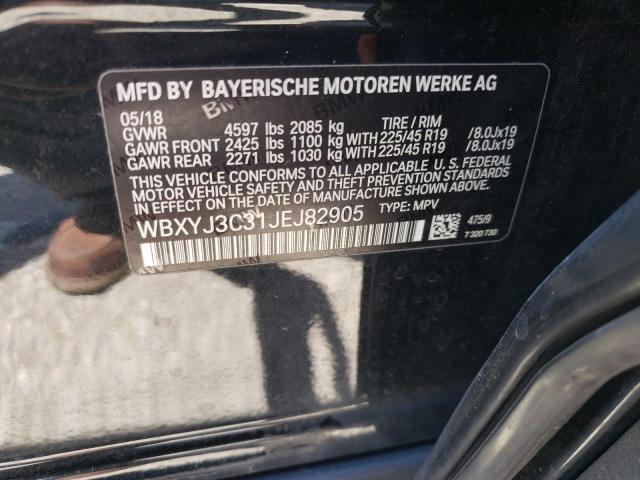 MFD BY BAYERISCHE MOTOREN WERKE AG
05/18 TIRE / RIM
GVWR 4597 lbs 2085 kg
GAWR FRONT 2425 lbs 1100 kg WITH 225/45 R19 /8.0Jx19
GAWR REAR 2271 lbs 1030 kg WITH 225/45 R19 /8.0Jx19
THIS VEHICLE CONFORMS TO ALL APPLICABLE U. S. FEDERAL
MOTOR VEHICLE SAFETY AND THEFT PREVENTION STANDARDS
IN EFFECT ON THE DATE OF MANUFACTURE SHOWN ABOVE.
WBXYJ3C31JEJ82905 TYPE: MPV
475/9
7 320 730